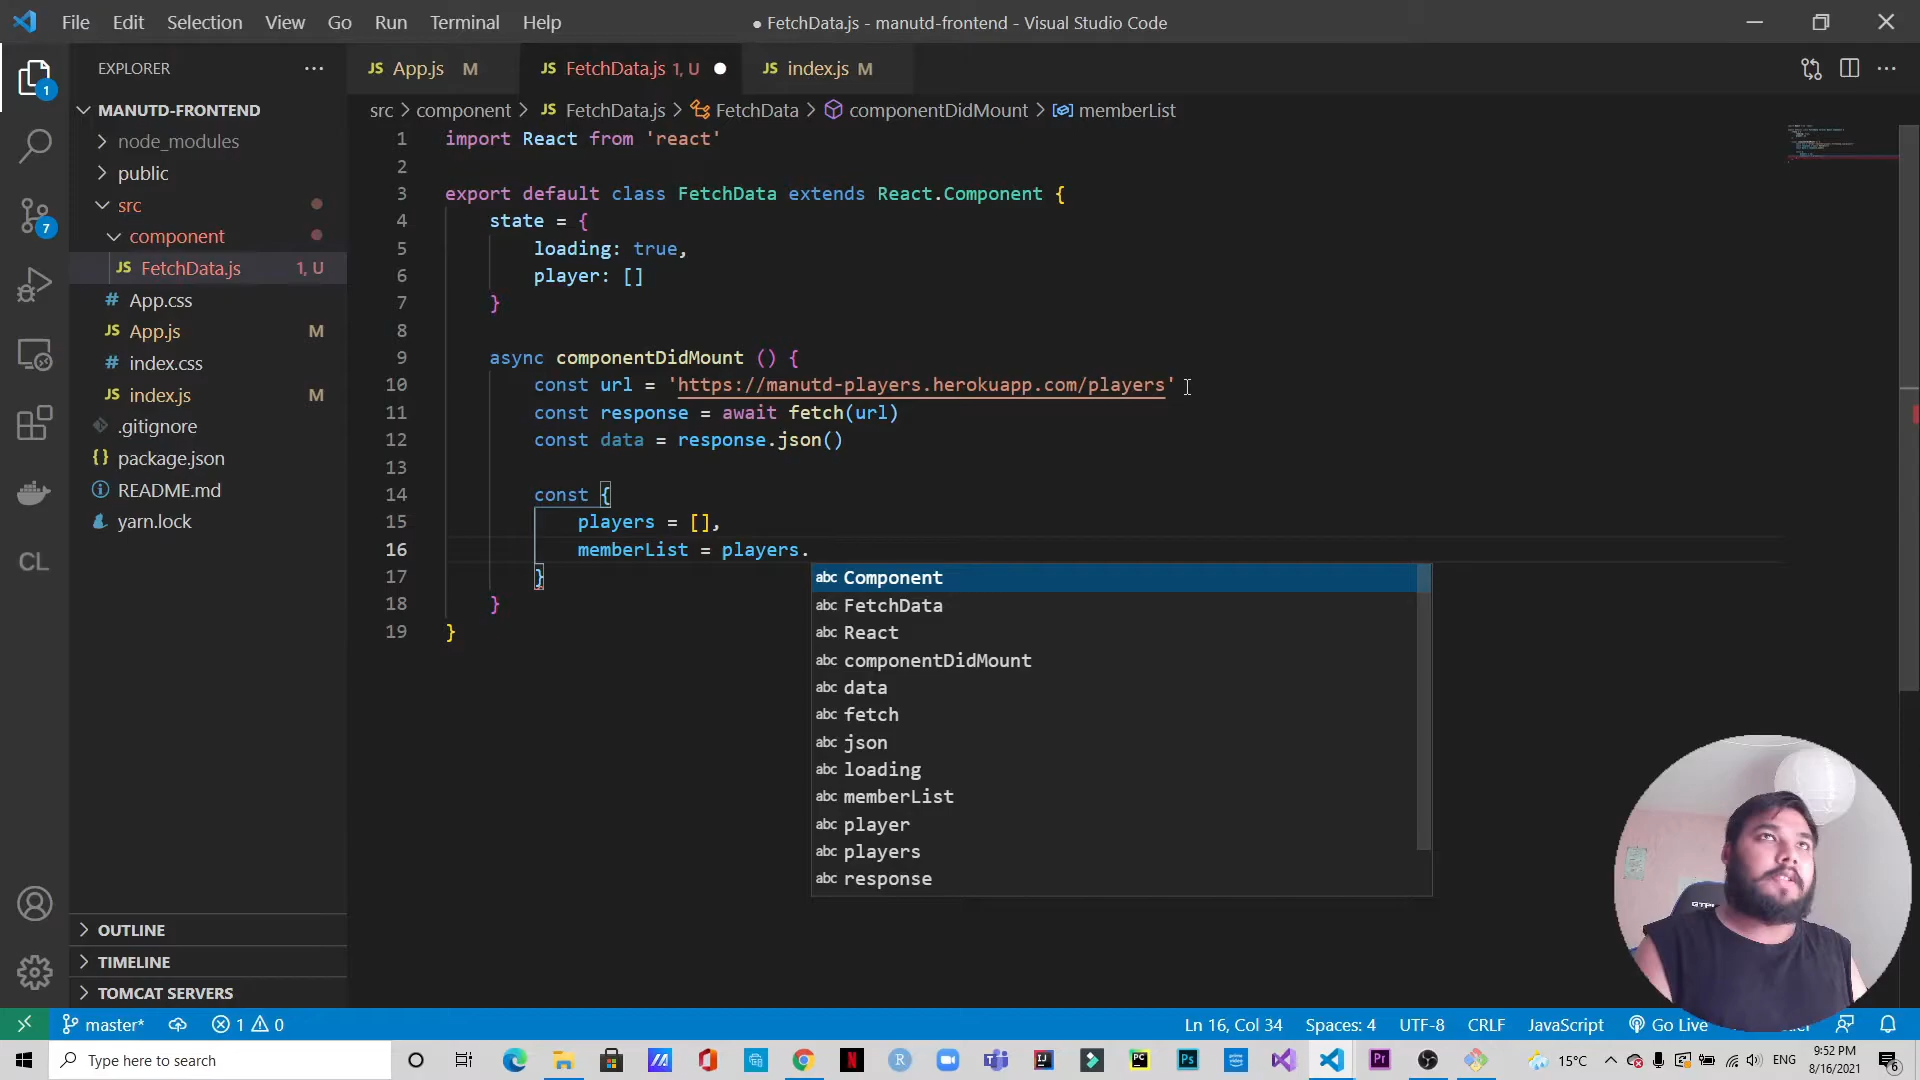 File Edit Selection View Go Run Terminal Help
● FetchData.js - manutd-frontend - Visual Studio Code
EXPLORER
MANUTD-FRONTEND
node_modules
public
src
component
JS FetchData.js 1, U
# App.css
JS App.js M
# index.css
JS index.js M
.gitignore
{} package.json
README.md
yarn.lock
OUTLINE
TIMELINE
TOMCAT SERVERS
1
7
CL
JS App.js M
JS FetchData.js 1, U ●
JS index.js M
src > component > JS FetchData.js > FetchData > componentDidMount > memberList
1 import React from 'react'
2
3 export default class FetchData extends React.Component {
4 state = {
5 loading: true,
6 player: []
7 }
8
9 async componentDidMount () {
10 const url = 'https://manutd-players.herokuapp.com/players'
11 const response = await fetch(url)
12 const data = response.json()
13
14 const {
15 players = [],
16 memberList = players.
17 }
18 }
19 }
abc Component
abc FetchData
abc React
abc componentDidMount
abc data
abc fetch
abc json
abc loading
abc memberList
abc player
abc players
abc response
master* 1 0
Ln 16, Col 34 Spaces: 4 UTF-8 CRLF JavaScript Go Live
Type here to search
15°C ENG 9:52 PM
8/16/2021
6